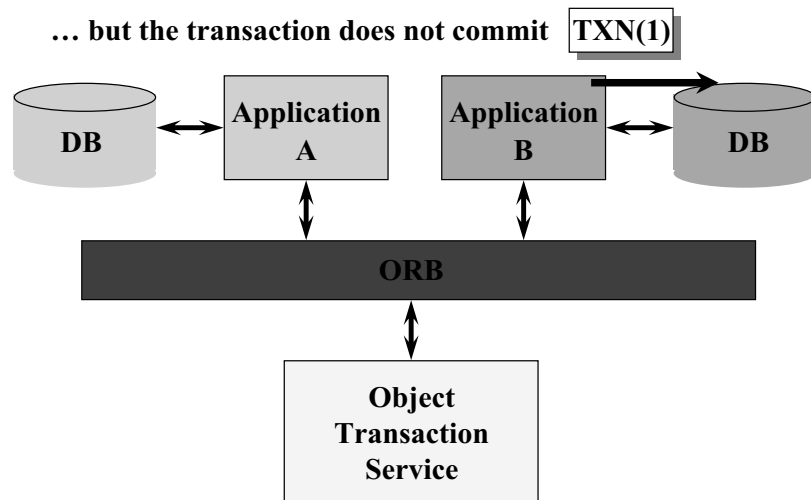 … but the transaction does not commit TXN(1)
DB
Application
A
Application
B
DB
ORB
Object
Transaction
Service